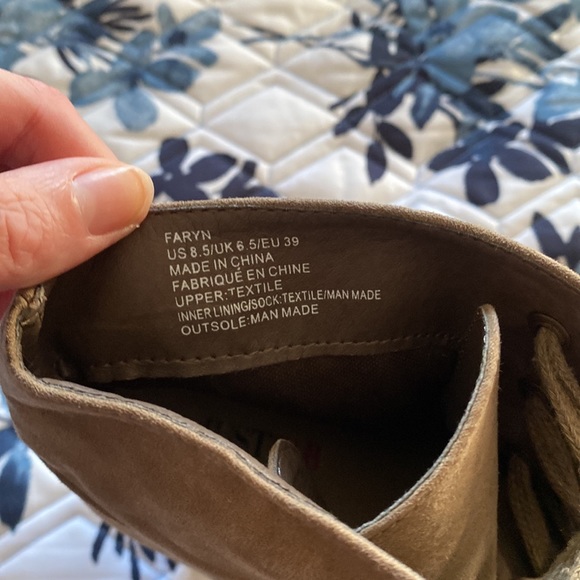 FARYN
US 8.5/UK 6.5/EU 39
MADE IN CHINA
FABRIQUÉ EN CHINE
UPPER:TEXTILE
INNER LINING/SOCK:TEXTILE/MAN MADE
OUTSOLE:MAN MADE